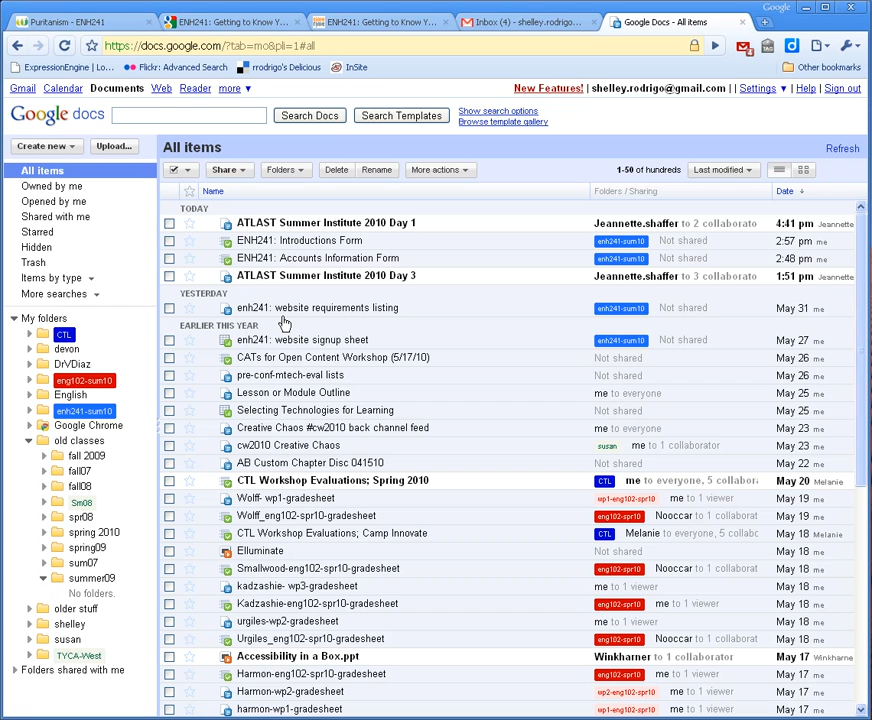 Google
Puritanism - ENH241
ENH241: Getting to Know Y
ENH241: Getting to Know Y
Inbox (4) - shelley.rodrigo
Google Docs - All items
https://docs.google.com/?tab=mo&pli=1#all
ExpressionEngine | Lo...
Flickr: Advanced Search
rrodrigo's Delicious
InSite
Other bookmarks
Gmail Calendar Documents Web Reader more ▼
New Features! | shelley.rodrigo@gmail.com | Settings ▼ | Help | Sign out
Google docs
Search Docs
Search Templates
Show search options
Browse template gallery
Create new
Upload...
All items
Refresh
All items
Owned by me
Opened by me
Shared with me
Starred
Hidden
Trash
Items by type
More searches
My folders
CTL
devon
DrVDiaz
eng102-sum10
English
enh241-sum10
Google Chrome
old classes
fall 2009
fall07
fall08
Sm08
spr08
spring 2010
spring09
sum07
summer09
No folders.
older stuff
shelley
susan
TYCA-West
Folders shared with me
Share
Folders
Delete
Rename
More actions
1-50 of hundreds
Last modified
Name
Folders / Sharing
Date
TODAY
ATLAST Summer Institute 2010 Day 1 Jeannette.shaffer to 2 collaborato 4:41 pm Jeannette
ENH241: Introductions Form enh241-sum10 Not shared 2:57 pm me
ENH241: Accounts Information Form enh241-sum10 Not shared 2:48 pm me
ATLAST Summer Institute 2010 Day 3 Jeannette.shaffer to 3 collaborato 1:51 pm Jeannette
YESTERDAY
enh241: website requirements listing enh241-sum10 Not shared May 31 me
EARLIER THIS YEAR
enh241: website signup sheet enh241-sum10 Not shared May 27 me
CATs for Open Content Workshop (5/17/10) Not shared May 26 me
pre-conf-mtech-eval lists Not shared May 26 me
Lesson or Module Outline me to everyone May 25 me
Selecting Technologies for Learning Not shared May 25 me
Creative Chaos #cw2010 back channel feed me to everyone May 23 me
cw2010 Creative Chaos susan me to 1 collaborator May 23 me
AB Custom Chapter Disc 041510 Not shared May 22 me
CTL Workshop Evaluations; Spring 2010 CTL me to everyone, 5 collabora May 20 Melanie
Wolff- wp1-gradesheet wp1-eng102-spr10 me to 1 viewer May 19 me
Wolff_eng102-spr10-gradesheet eng102-spr10 Nooccar to 1 collaborat May 19 me
CTL Workshop Evaluations; Camp Innovate CTL Melanie to everyone, 5 collabc May 18 Melanie
Elluminate Not shared May 18 me
Smallwood-eng102-spr10-gradesheet eng102-spr10 Nooccar to 1 collaborat May 18 me
kadzashie- wp3-gradesheet me to 1 viewer May 18 me
Kadzashie-eng102-spr10-gradesheet eng102-spr10 me to 1 viewer May 18 me
urgiles-wp2-gradesheet me to 1 viewer May 18 me
Urgiles_eng102-spr10-gradesheet eng102-spr10 Nooccar to 1 collaborat May 18 me
Accessibility in a Box.ppt Winkharner to 1 collaborator May 17 Winkharne
Harmon-eng102-spr10-gradesheet eng102-spr10 me to 1 viewer May 17 me
Harmon-wp2-gradesheet wp2-eng102-spr10 me to 1 viewer May 17 me
harmon-wp1-gradesheet wp1-eng102-spr10 me to 1 viewer May 17 me